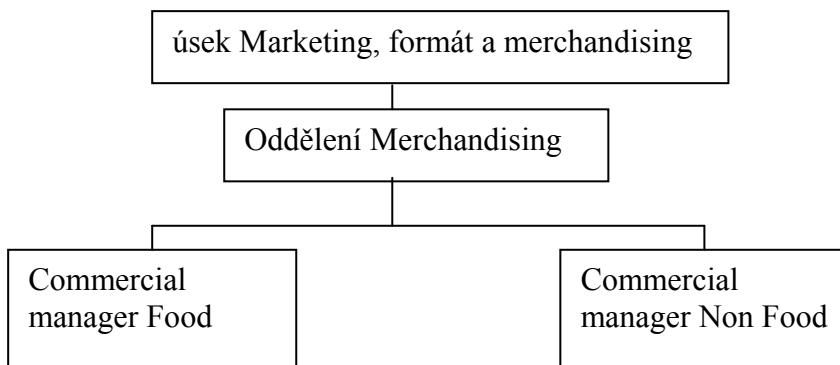 úsek Marketing, formát a merchandising
Oddělení Merchandising
Commercial
manager Food
Commercial
manager Non Food